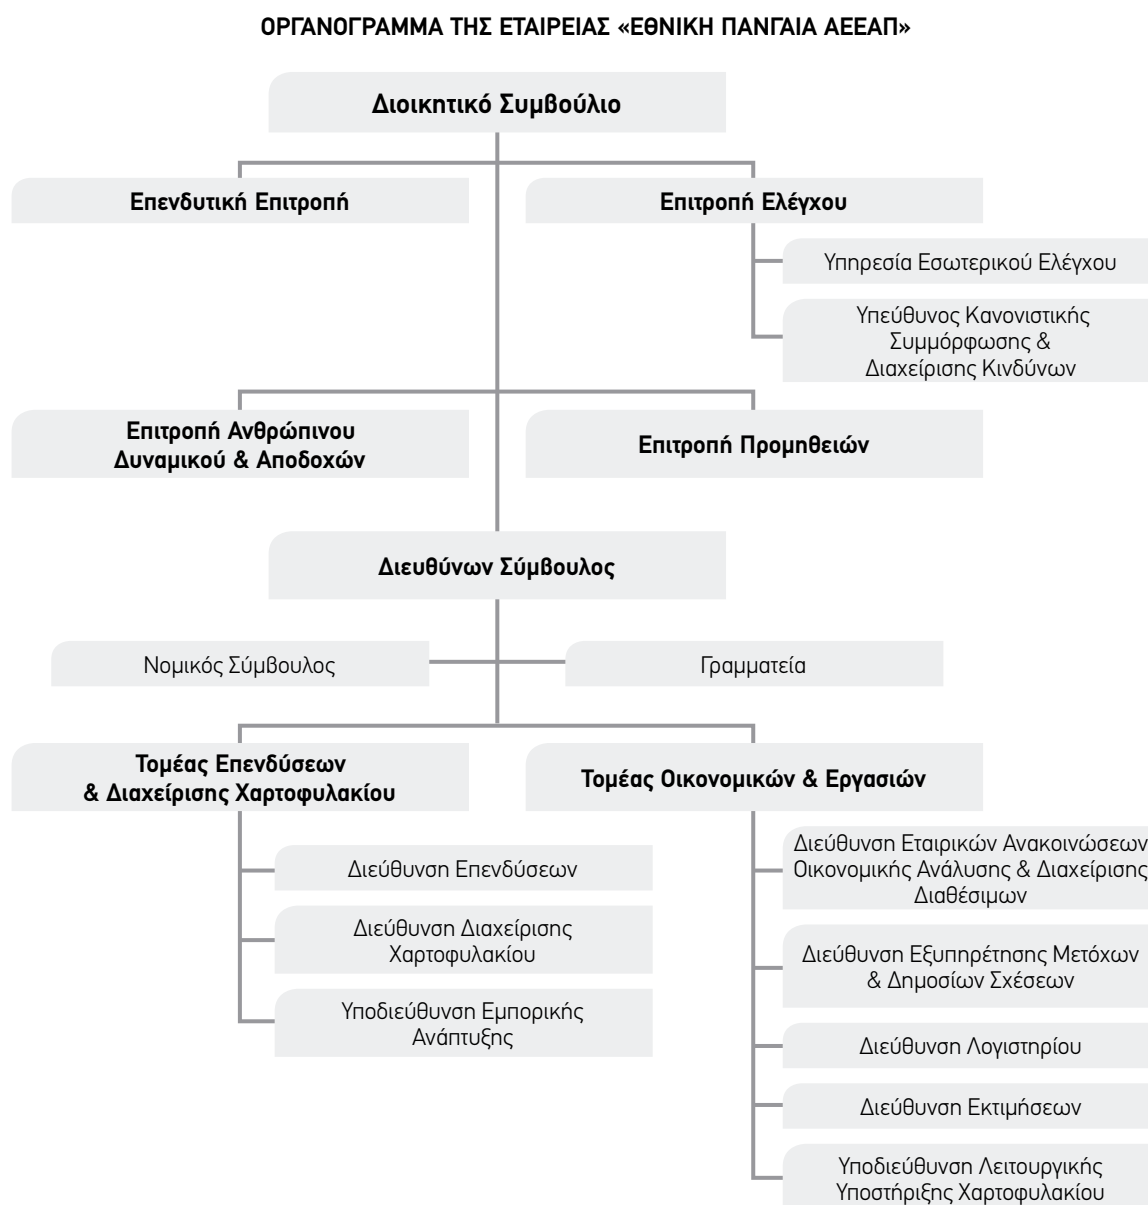 ΟΡΓΑΝΟΓΡΑΜΜΑ ΤΗΣ ΕΤΑΙΡΕΙΑΣ «ΕΘΝΙΚΗ ΠΑΝΓΑΙΑ ΑΕΕΑΠ»
Διοικητικό Συμβούλιο
Επενδυτική Επιτροπή
Επιτροπή Ελέγχου
Υπηρεσία Εσωτερικού Ελέγχου
Υπεύθυνος Κανονιστικής
Συμμόρφωσης &
Διαχείρισης Κινδύνων
Επιτροπή Ανθρώπινου
Δυναμικού & Αποδοχών
Επιτροπή Προμηθειών
Διευθύνων Σύμβουλος
Νομικός Σύμβουλος
Γραμματεία
Τομέας Επενδύσεων
& Διαχείρισης Χαρτοφυλακίου
Τομέας Οικονομικών & Εργασιών
Διεύθυνση Επενδύσεων
Διεύθυνση Διαχείρισης
Χαρτοφυλακίου
Υποδιεύθυνση Εμπορικής
Ανάπτυξης
Διεύθυνση Εταιρικών Ανακοινώσεων
Οικονομικής Ανάλυσης & Διαχείρισης
Διαθέσιμων
Διεύθυνση Εξυπηρέτησης Μετόχων
& Δημοσίων Σχέσεων
Διεύθυνση Λογιστηρίου
Διεύθυνση Εκτιμήσεων
Υποδιεύθυνση Λειτουργικής
Υποστήριξης Χαρτοφυλακίου